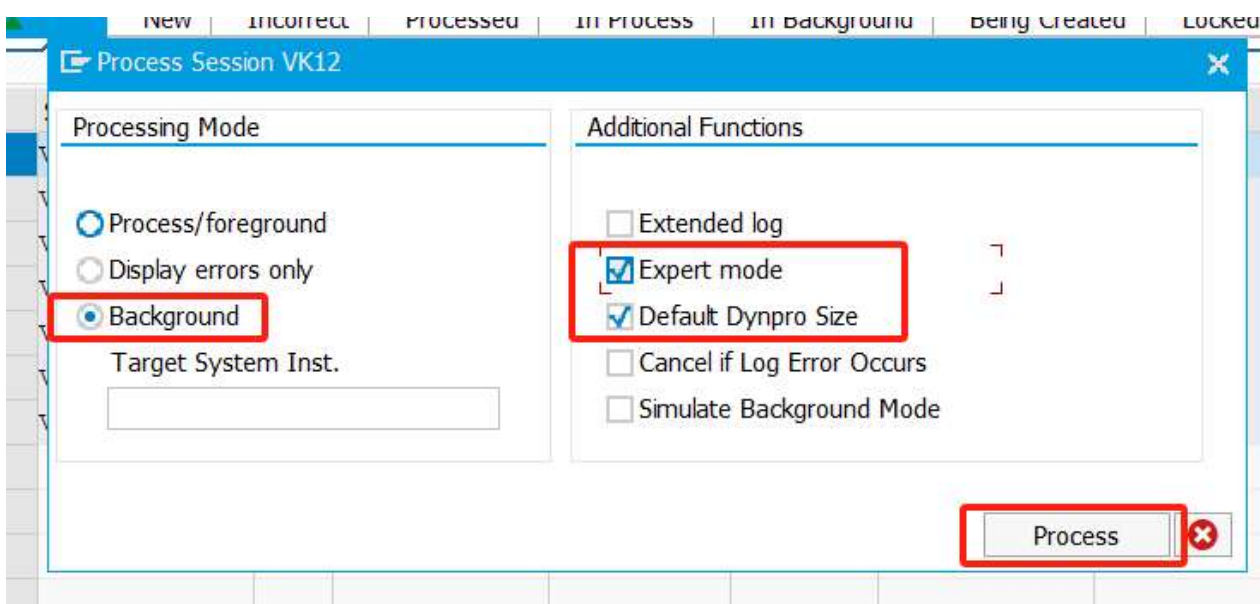 New Incorrect Processed In Process In Background Being Created Locked
Process Session VK12
Processing Mode
Process/foreground
Display errors only
Background
Target System Inst.
Additional Functions
Extended log
Expert mode
Default Dynpro Size
Cancel if Log Error Occurs
Simulate Background Mode
Process